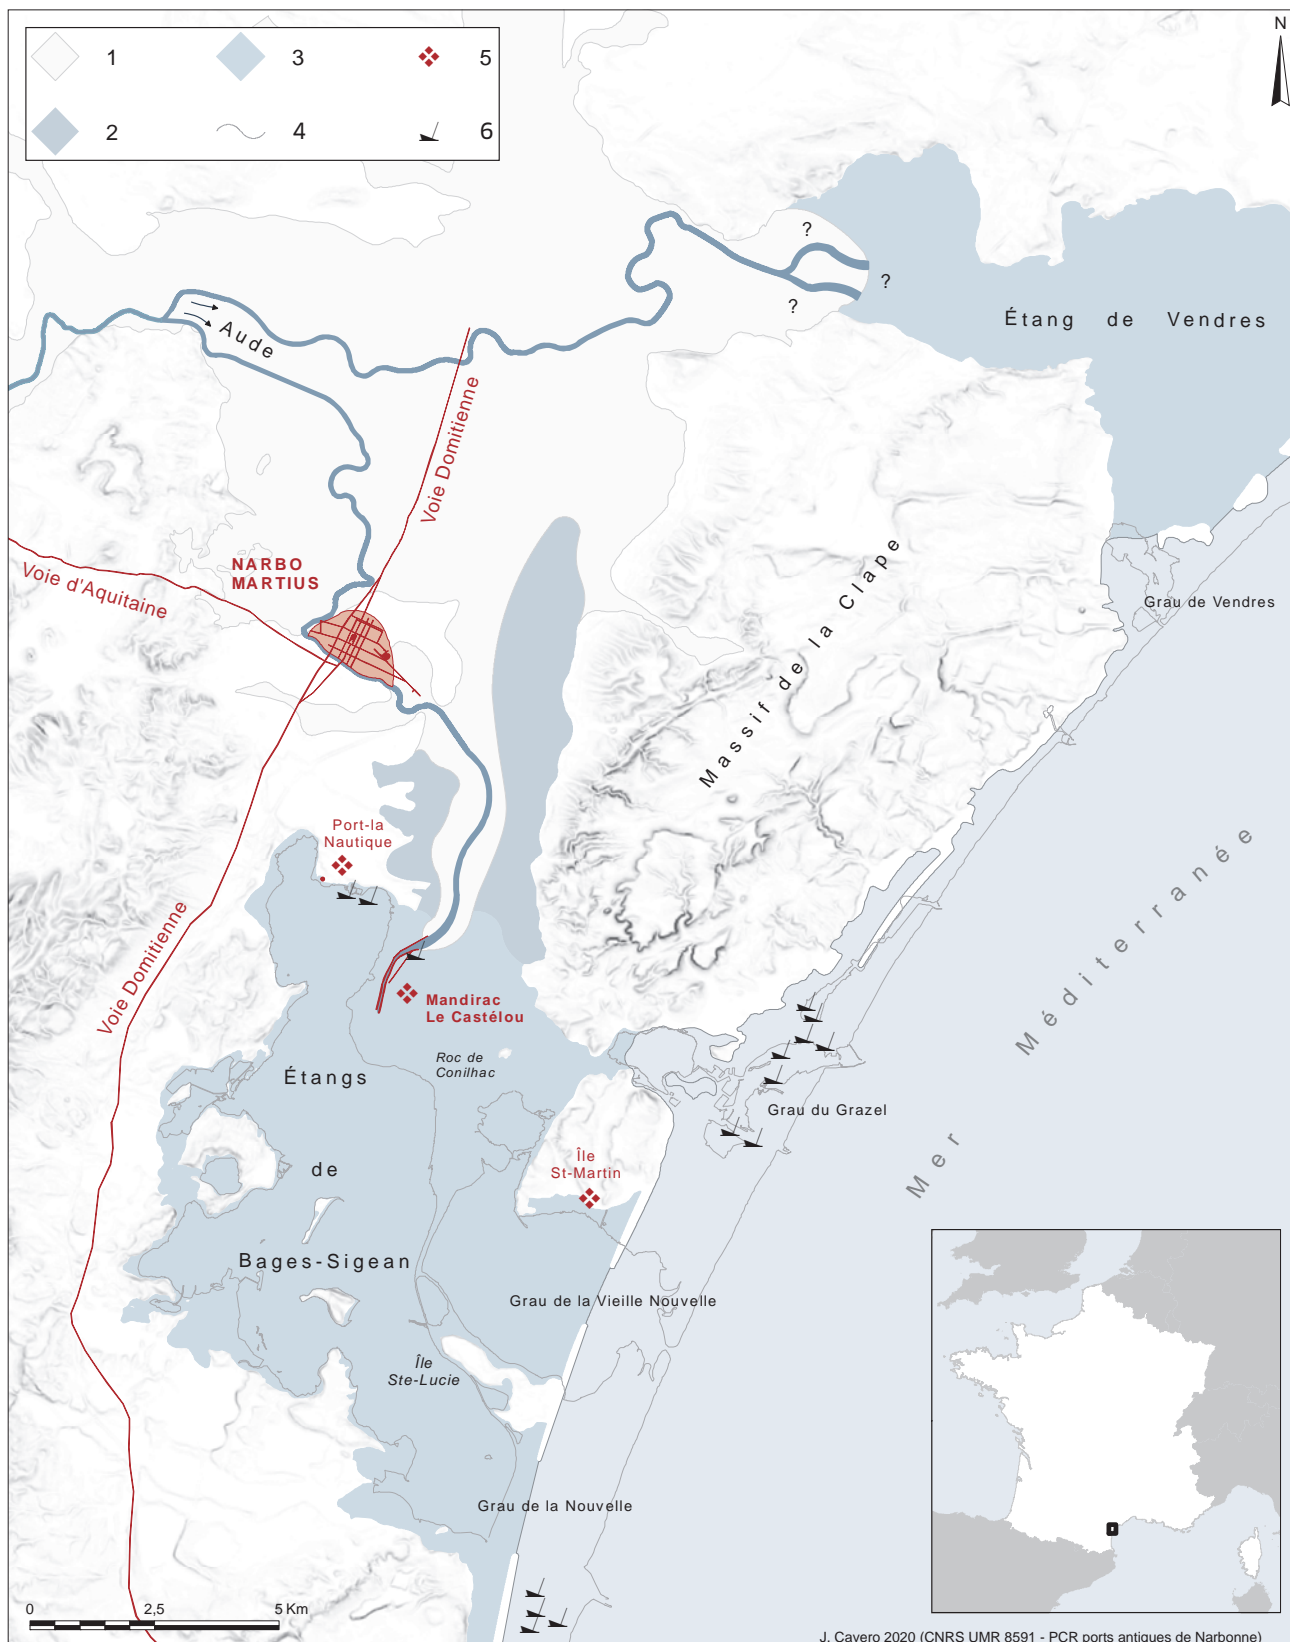 1
3
5
2
4
6
N
?
?
?
Étang de Vendres
Aude
Voie Domitienne
Massif de la Clape
NARBO
MARTIUS
Voie d'Aquitaine
Grau de Vendres
Port-la
Nautique
Mer Méditerranée
Voie Domitienne
Mandirac
Le Castélou
Roc de
Conilhac
Étangs
de
Bages-Sigean
Grau du Grazel
Île
St-Martin
Grau de la Vieille Nouvelle
Île
Ste-Lucie
Grau de la Nouvelle
0 2,5 5 Km
J. Cavero 2020 (CNRS UMR 8591 - PCR ports antiques de Narbonne)